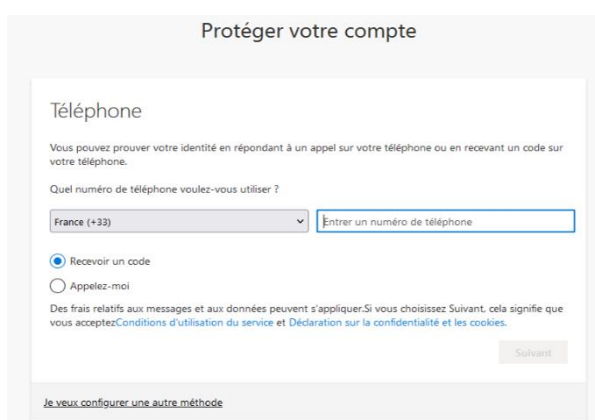 Protéger votre compte
Téléphone
Vous pouvez prouver votre identité en répondant à un appel sur votre téléphone ou en recevant un code sur
votre téléphone.
Quel numéro de téléphone voulez-vous utiliser ?
France (+33)
Entrer un numéro de téléphone
Recevoir un code
Appelez-moi
Des frais relatifs aux messages et aux données peuvent s'appliquer.Si vous choisissez Suivant, cela signifie que
vous acceptezConditions d'utilisation du service et Déclaration sur la confidentialité et les cookies.
Suivant
Je veux configurer une autre méthode